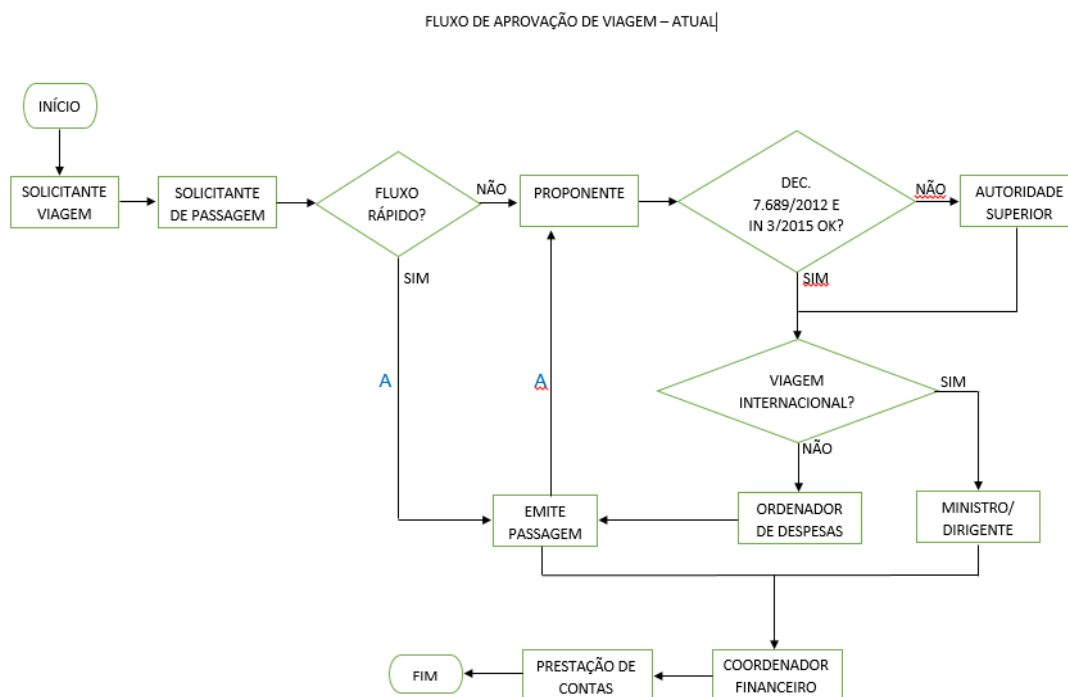 FLUXO DE APROVAÇÃO DE VIAGEM – ATUAL
INÍCIO
SOLICITANTE
VIAGEM
SOLICITANTE
DE PASSAGEM
FLUXO
RÁPIDO?
NÃO
SIM
PROPONENTE
DEC.
7.689/2012 E
IN 3/2015 OK?
NÃO
SIM
AUTORIDADE
SUPERIOR
A
A
VIAGEM
INTERNACIONAL?
SIM
NÃO
EMITE
PASSAGEM
ORDENADOR
DE DESPESAS
MINISTRO/
DIRIGENTE
FIM
PRESTAÇÃO DE
CONTAS
COORDENADOR
FINANCEIRO